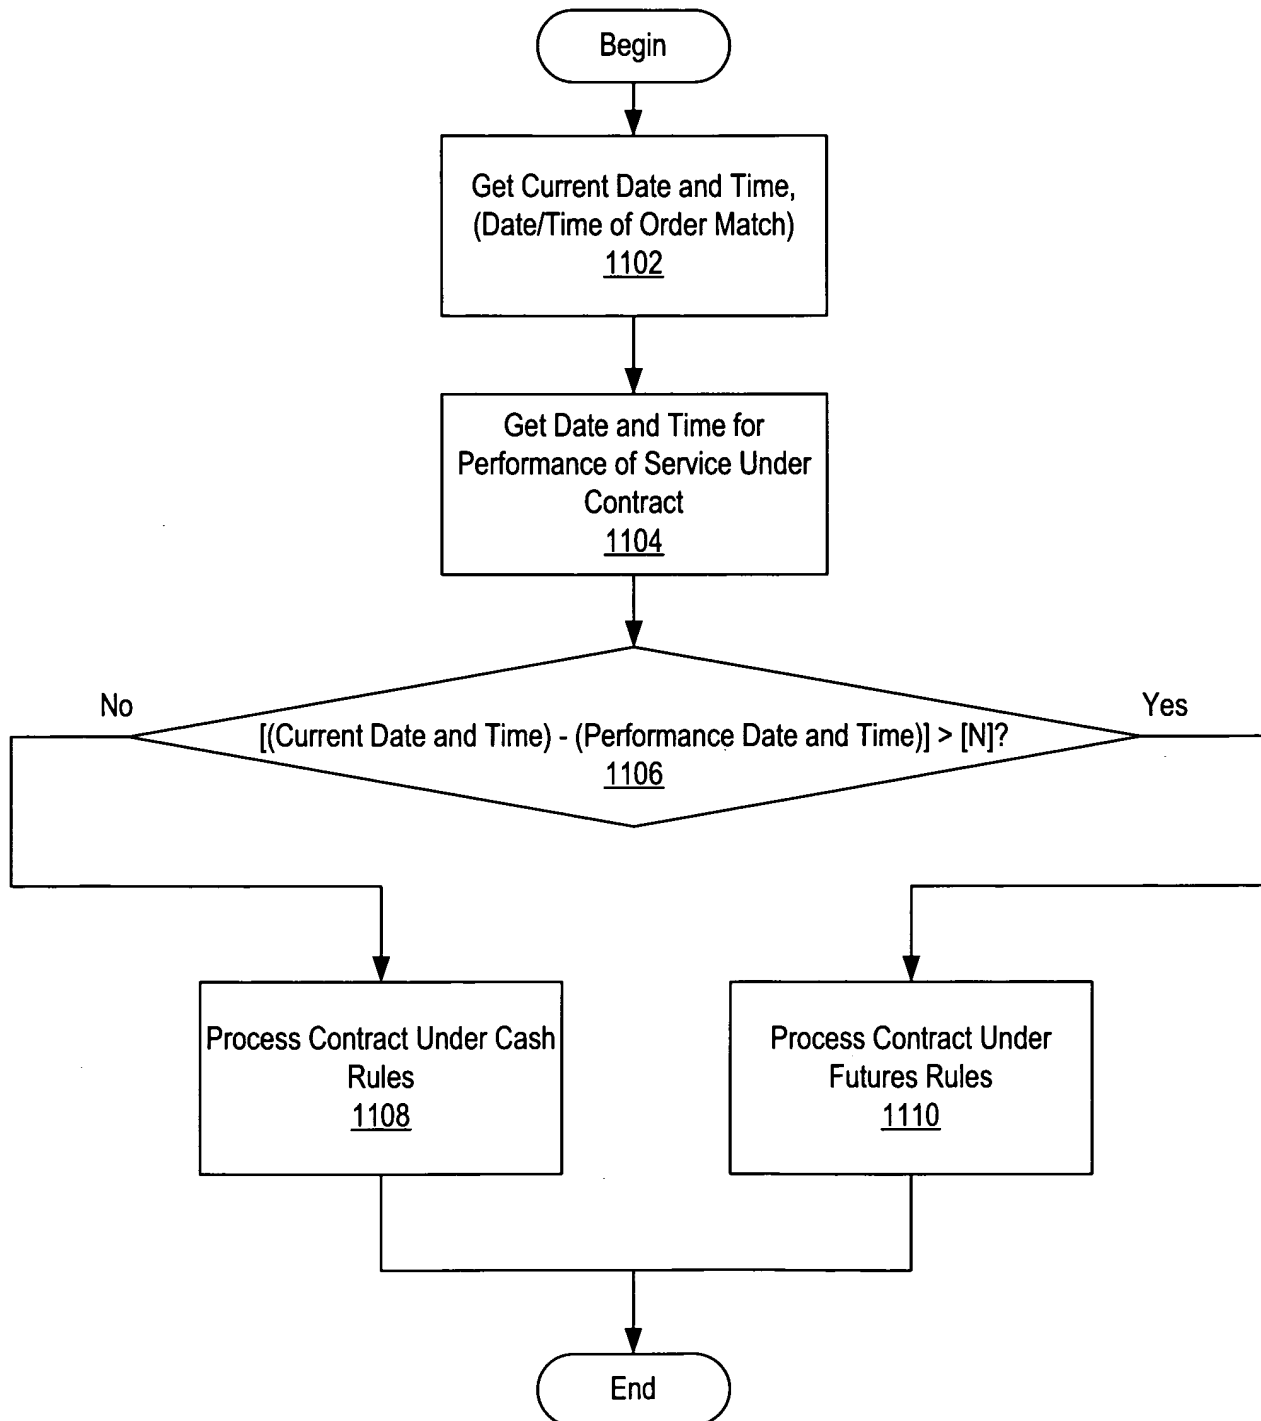 Begin
Get Current Date and Time,
(Date/Time of Order Match)
1102
Get Date and Time for
Performance of Service Under
Contract
1104
No
Yes
[(Current Date and Time) - (Performance Date and Time)] > [N]?
1106
Process Contract Under Cash
Rules
1108
Process Contract Under
Futures Rules
1110
End